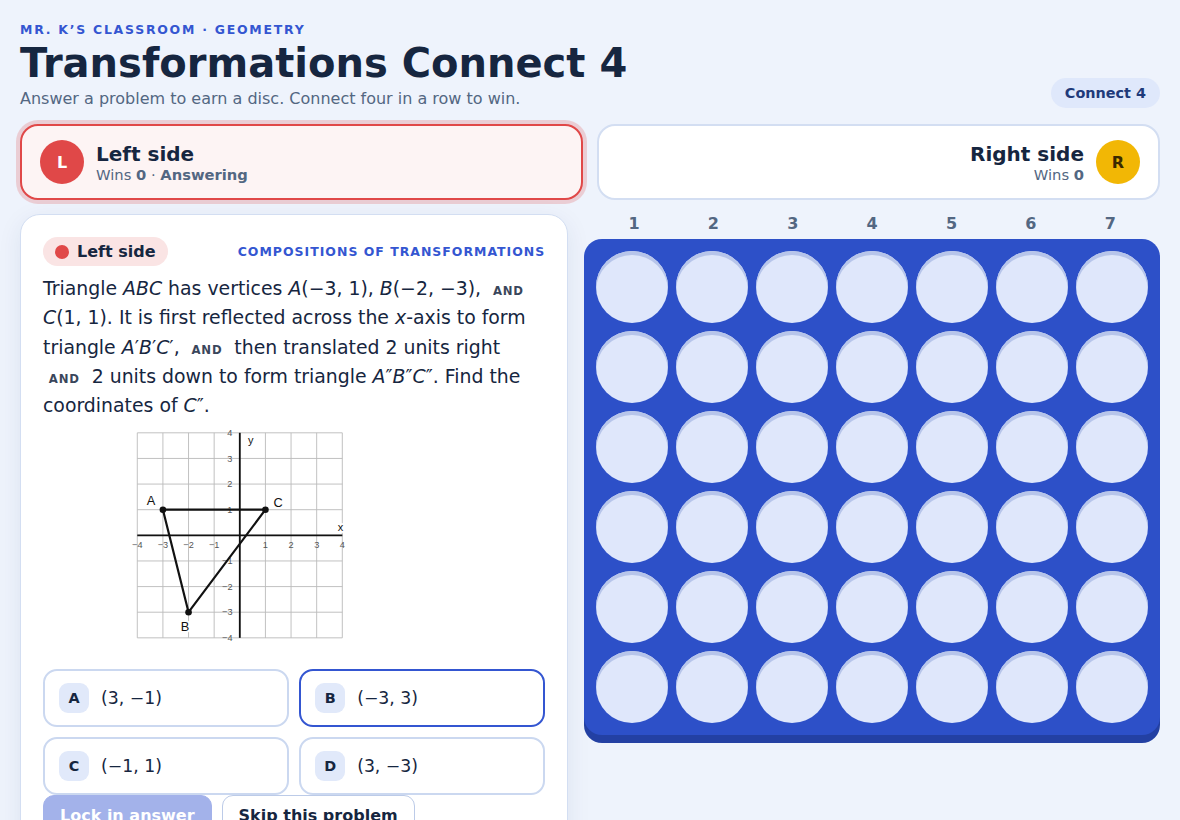 MR. K’S CLASSROOM · GEOMETRY
Transformations Connect 4
Answer a problem to earn a disc. Connect four in a row to win.
Connect 4
L
Left side
Wins 0 · Answering
Right side
Wins 0
R
Left side
COMPOSITIONS OF TRANSFORMATIONS
Triangle ABC has vertices A(−3, 1), B(−2, −3), AND
C(1, 1). It is first reflected across the x-axis to form
triangle A′B′C′, AND then translated 2 units right
AND 2 units down to form triangle A″B″C″. Find the
coordinates of C″.
4
y
3
2
A
1
C
x
−4 −3 −2 −1 1 2 3 4
−1
−2
−3
B
−4
A (3, −1)
B (−3, 3)
C (−1, 1)
D (3, −3)
Lock in answer
Skip this problem
1 2 3 4 5 6 7